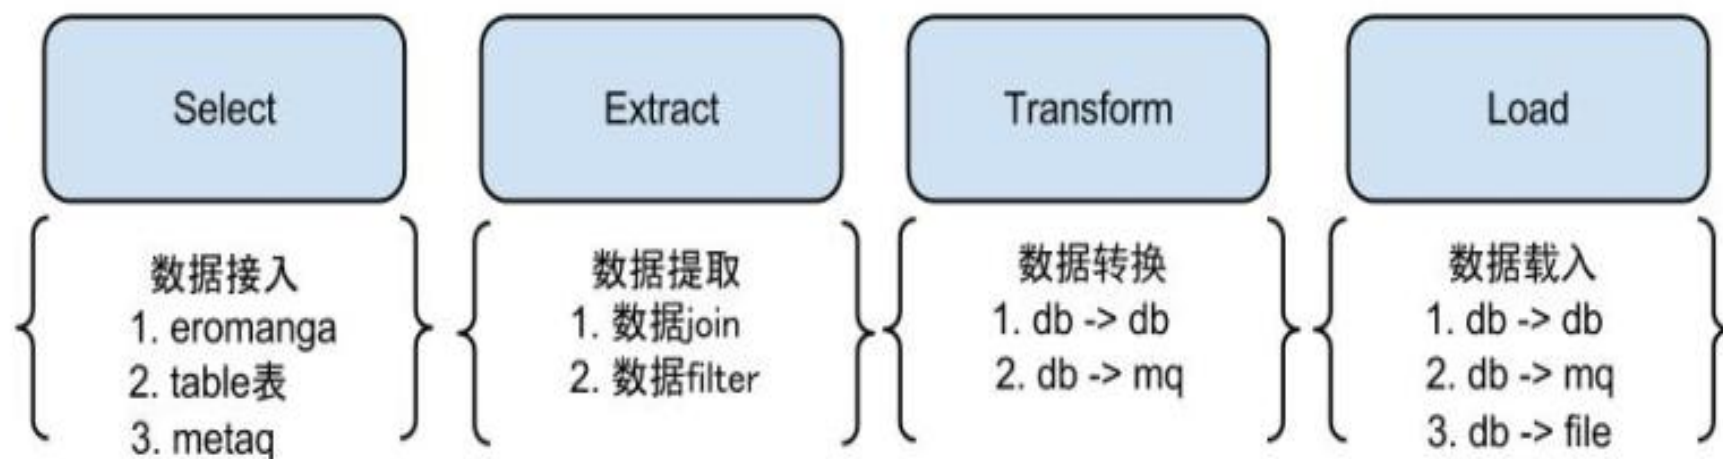 Select
数据接入
1. eromanga
2. table表
3. metaq
Extract
数据提取
1. 数据join
2. 数据filter
Transform
数据转换
1. db -> db
2. db -> mq
Load
数据载入
1. db -> db
2. db -> mq
3. db -> file